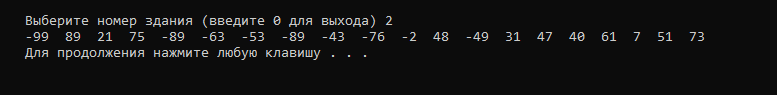 Выберите номер здания (введите 0 для выхода) 2
-99 89 21 75 -89 -63 -53 -89 -43 -76 -2 48 -49 31 47 40 61 7 51 73
Для продолжения нажмите любую клавишу . . .